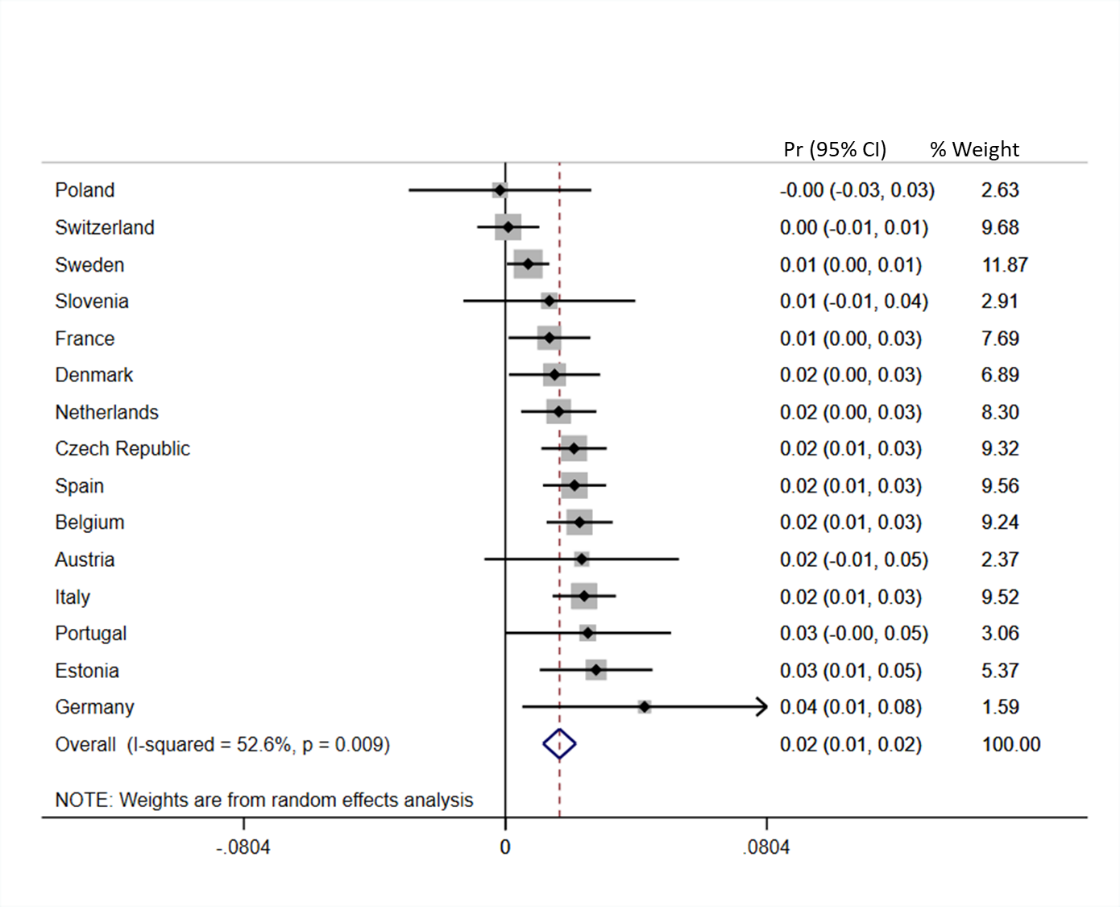 Pr (95% CI) % Weight
Poland -0.00 (-0.03, 0.03) 2.63
Switzerland 0.00 (-0.01, 0.01) 9.68
Sweden 0.01 (0.00, 0.01) 11.87
Slovenia 0.01 (-0.01, 0.04) 2.91
France 0.01 (0.00, 0.03) 7.69
Denmark 0.02 (0.00, 0.03) 6.89
Netherlands 0.02 (0.00, 0.03) 8.30
Czech Republic 0.02 (0.01, 0.03) 9.32
Spain 0.02 (0.01, 0.03) 9.56
Belgium 0.02 (0.01, 0.03) 9.24
Austria 0.02 (-0.01, 0.05) 2.37
Italy 0.02 (0.01, 0.03) 9.52
Portugal 0.03 (-0.00, 0.05) 3.06
Estonia 0.03 (0.01, 0.05) 5.37
Germany 0.04 (0.01, 0.08) 1.59
Overall (I-squared = 52.6%, p = 0.009) 0.02 (0.01, 0.02) 100.00
NOTE: Weights are from random effects analysis
-.0804 0 .0804